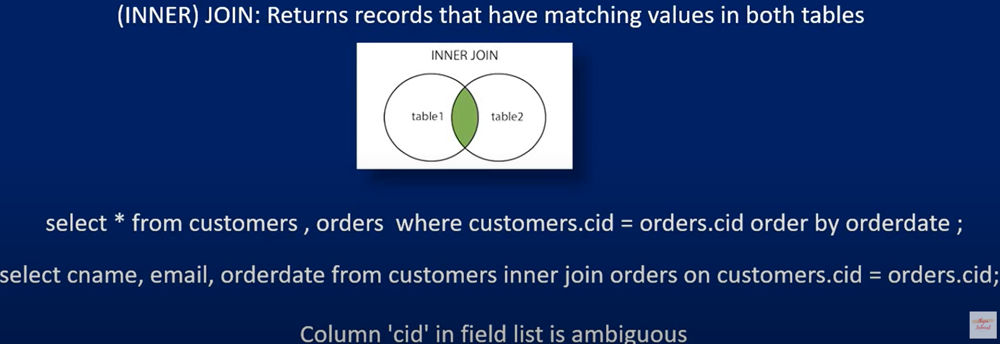 (INNER) JOIN: Returns records that have matching values in both tables
INNER JOIN
table1
table2
select * from customers , orders  where customers.cid = orders.cid order by orderdate ;
select cname, email, orderdate from customers inner join orders on customers.cid = orders.cid;
Column 'cid' in field list is ambiguous
Technical